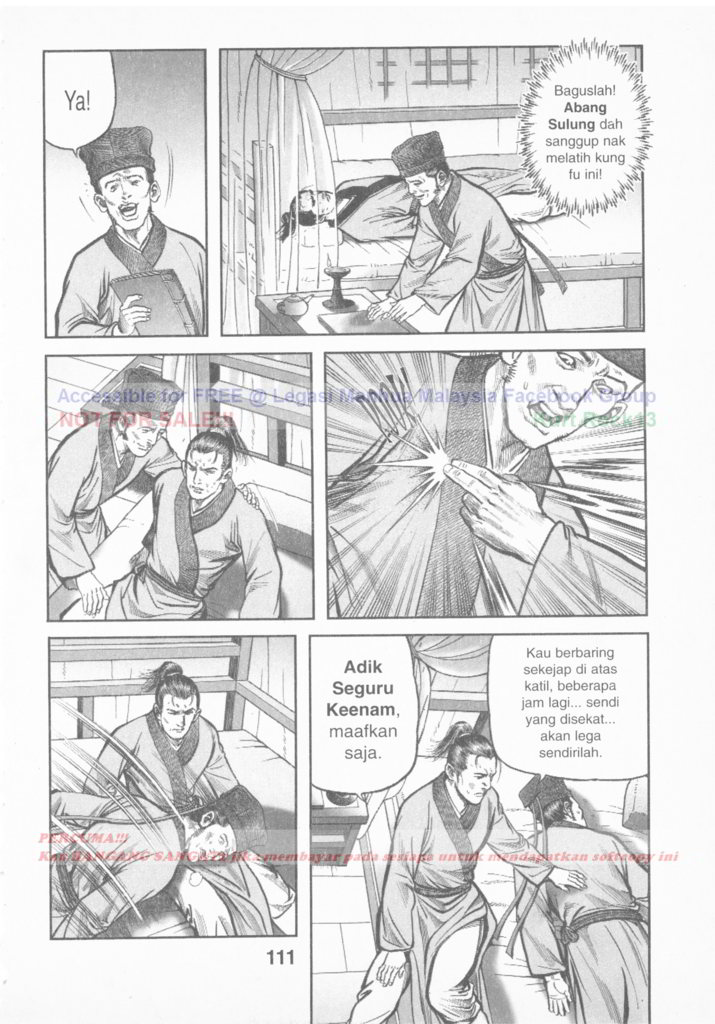 Ya!
Baguslah!
Abang
Sulung dah
sanggup nak
melatih kung
fu ini!
Accessible for FREE @ Legasi Manhua Malaysia Facebook Group
NOT FOR SALE!!!
Adik
Seguru
Keenam,
maafkan
saja.
Kau berbaring
sekejap di atas
katil, beberapa
jam lagi... sendi
yang disekat...
akan lega
sendirilah.
PERCUMA!!!
Kau BANGANG SANGAT! jika membayar pada sesiapa untuk mendapatkan softcopy ini
111